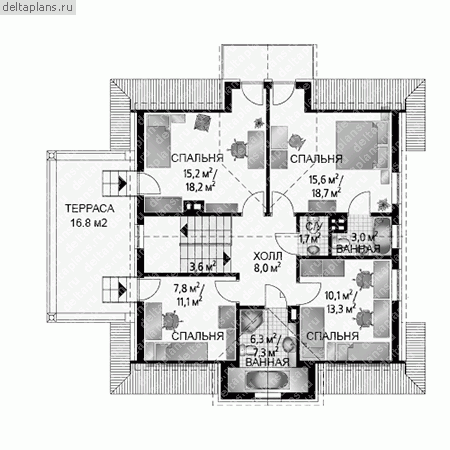 deltaplans.ru
СПАЛЬНЯ
15,2 м²/
18,2 м²
СПАЛЬНЯ
15,6 м²/
18,7 м²
ТЕРРАСА
16.8 м2
С/У
1,7 м²
3,0 м²
ВАННАЯ
3,6 м²
ХОЛЛ
8,0 м²
7,8 м²/
11,1 м²
СПАЛЬНЯ
10,1 м²/
13,3 м²
СПАЛЬНЯ
6,3 м²/
7,3 м²
ВАННАЯ